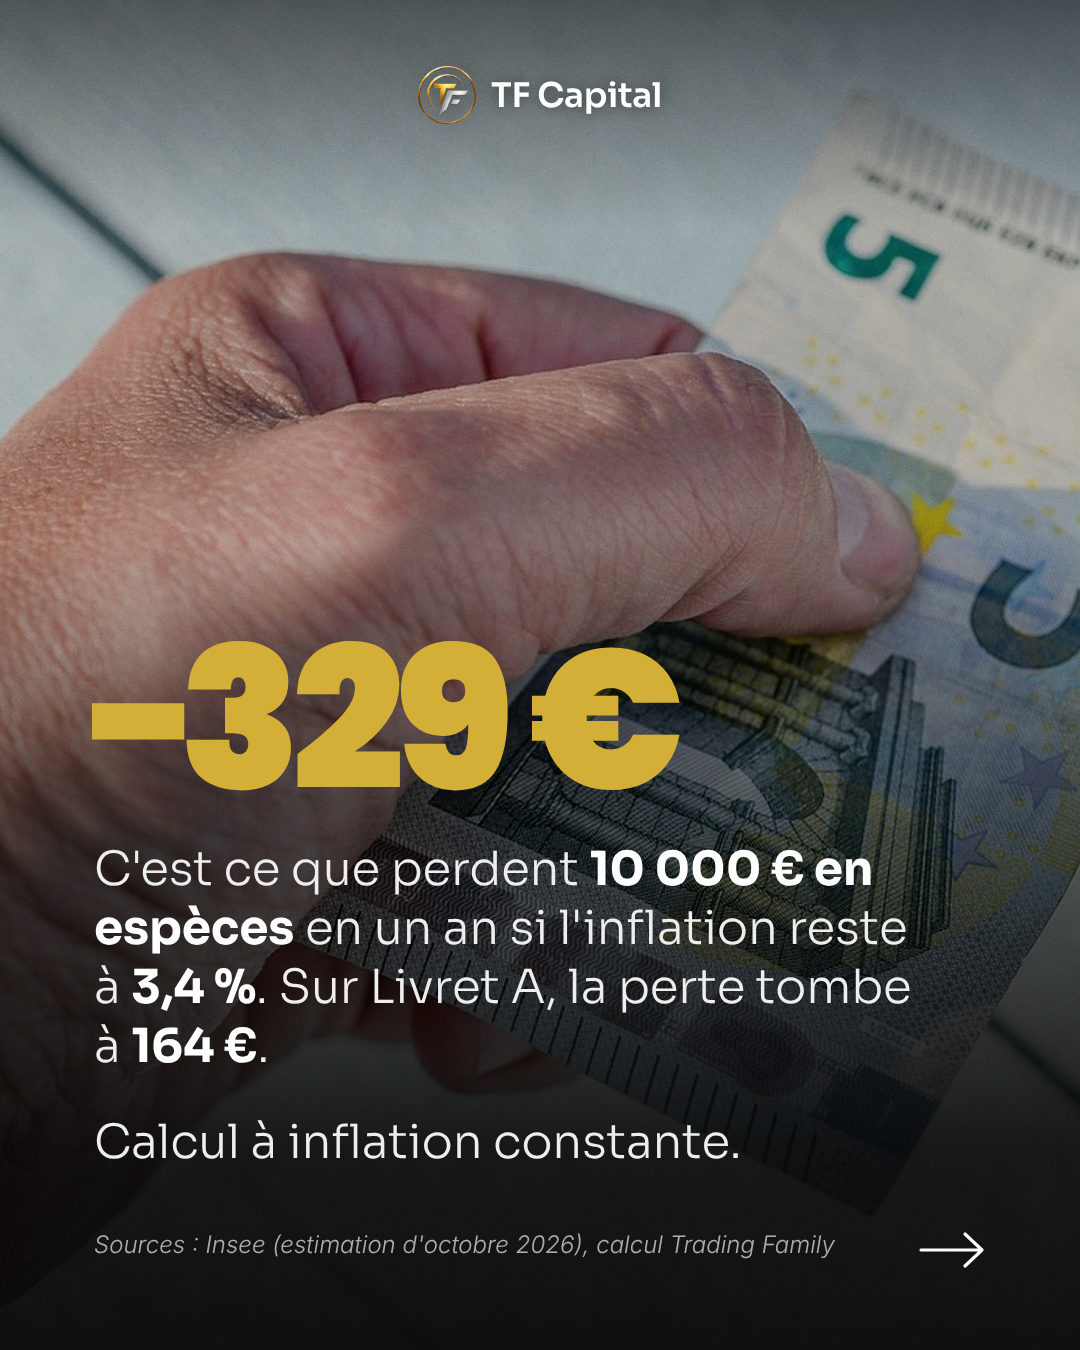 TF Capital
5
-329 €
C'est ce que perdent 10 000 € en
espèces en un an si l'inflation reste
à 3,4 %. Sur Livret A, la perte tombe
à 164 €.
Calcul à inflation constante.
Sources : Insee (estimation d'octobre 2026), calcul Trading Family